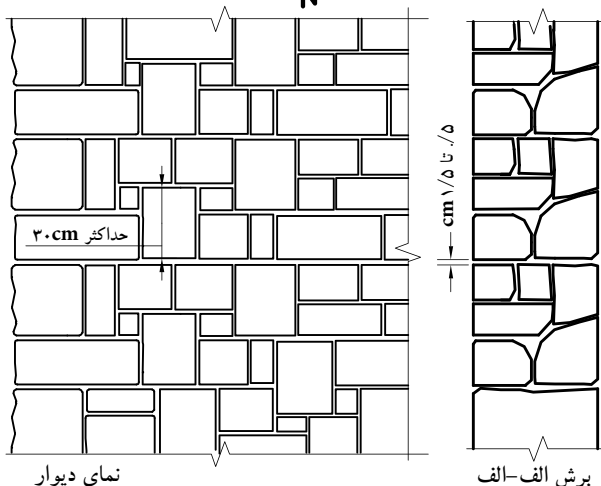 ۰/۵ تا ۱/۵ cm
حداکثر ۳۰cm
برش الف-الف
نمای دیوار